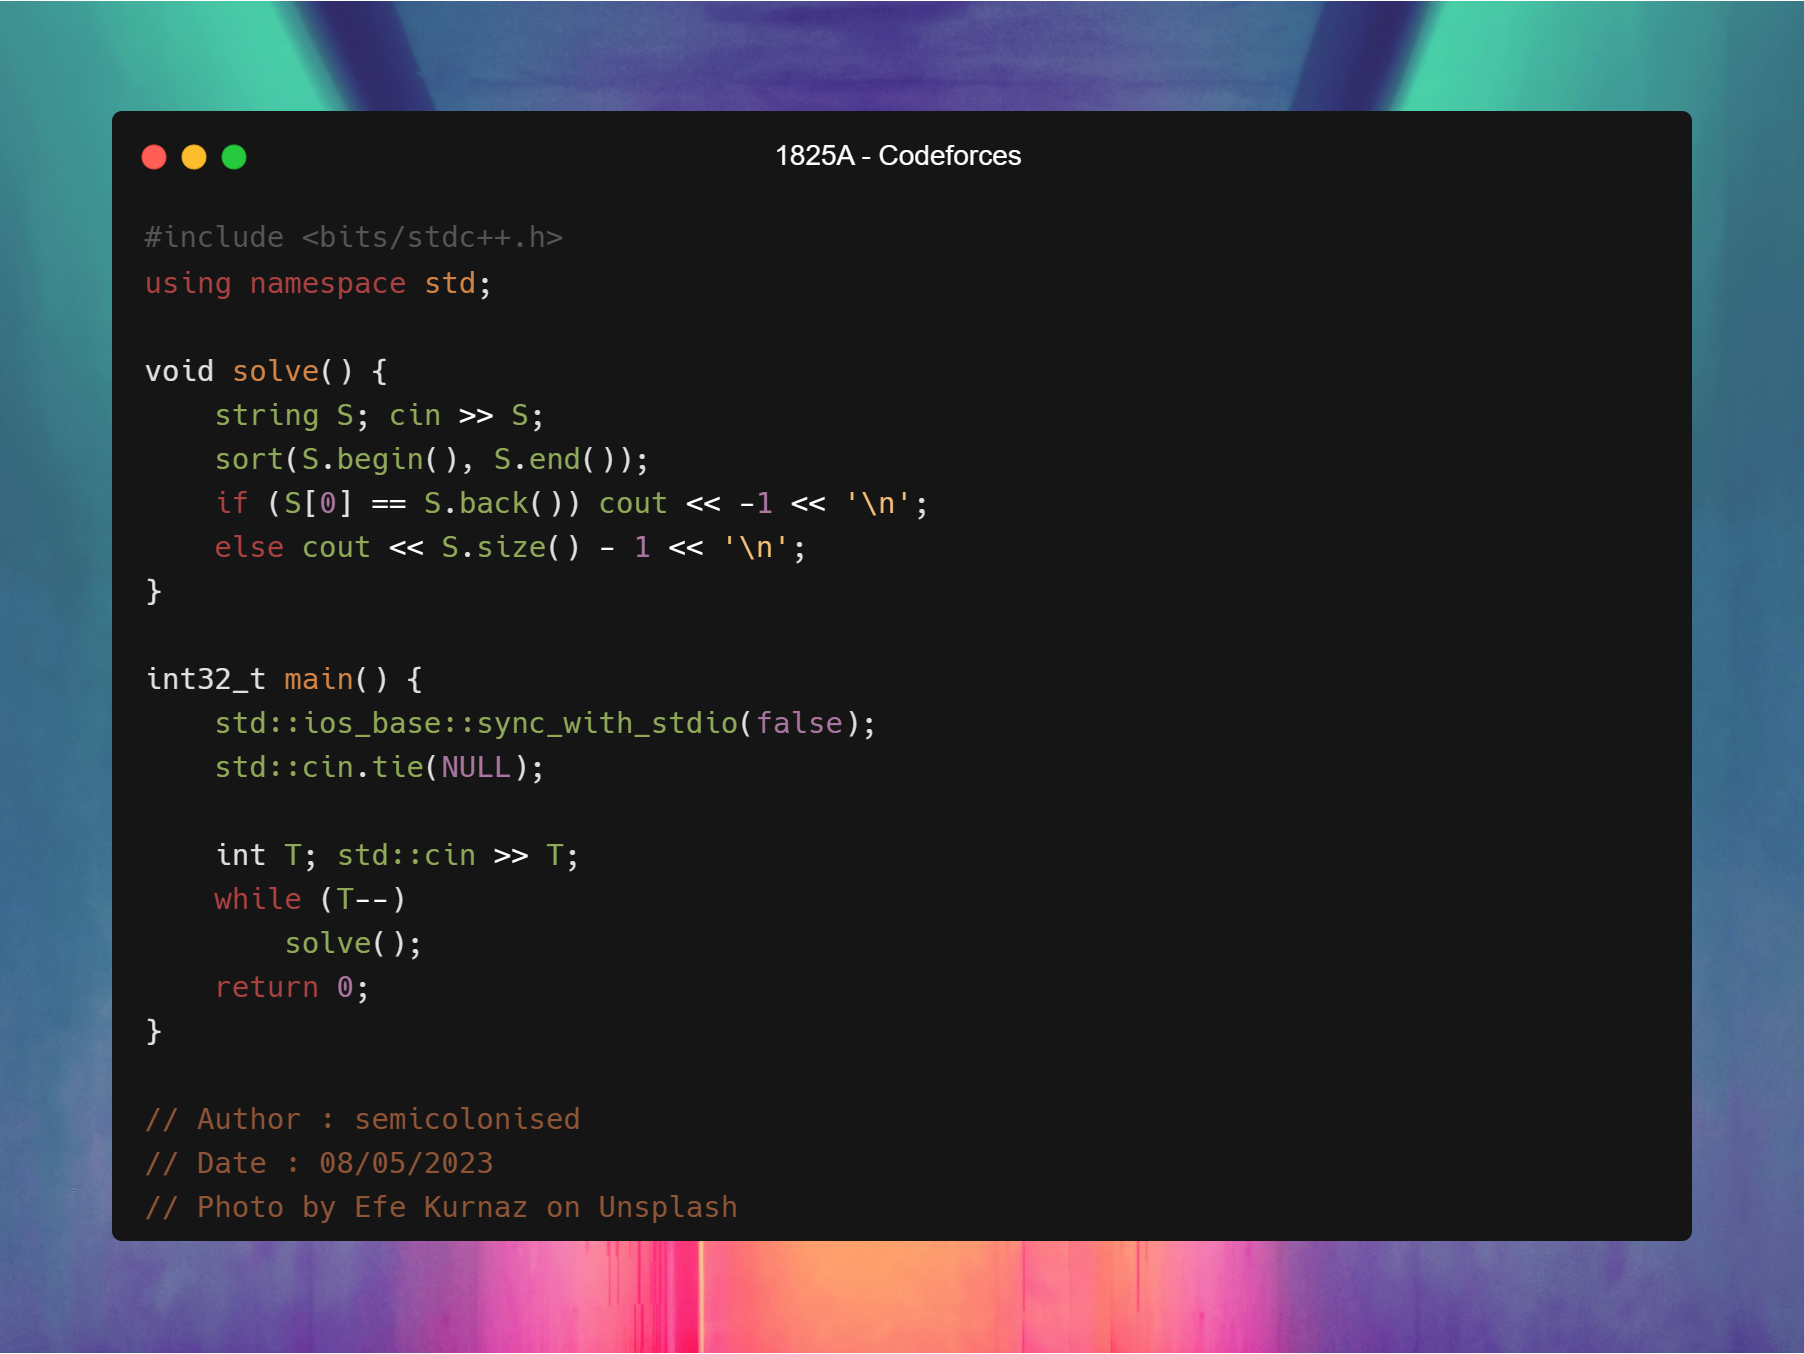 1825A - Codeforces
#include <bits/stdc++.h>
using namespace std;
void solve() {
    string S; cin >> S;
    sort(S.begin(), S.end());
    if (S[0] == S.back()) cout << -1 << '\n';
    else cout << S.size() - 1 << '\n';
}
int32_t main() {
    std::ios_base::sync_with_stdio(false);
    std::cin.tie(NULL);
    int T; std::cin >> T;
    while (T--)
        solve();
    return 0;
}
// Author : semicolonised
// Date : 08/05/2023
// Photo by Efe Kurnaz on Unsplash